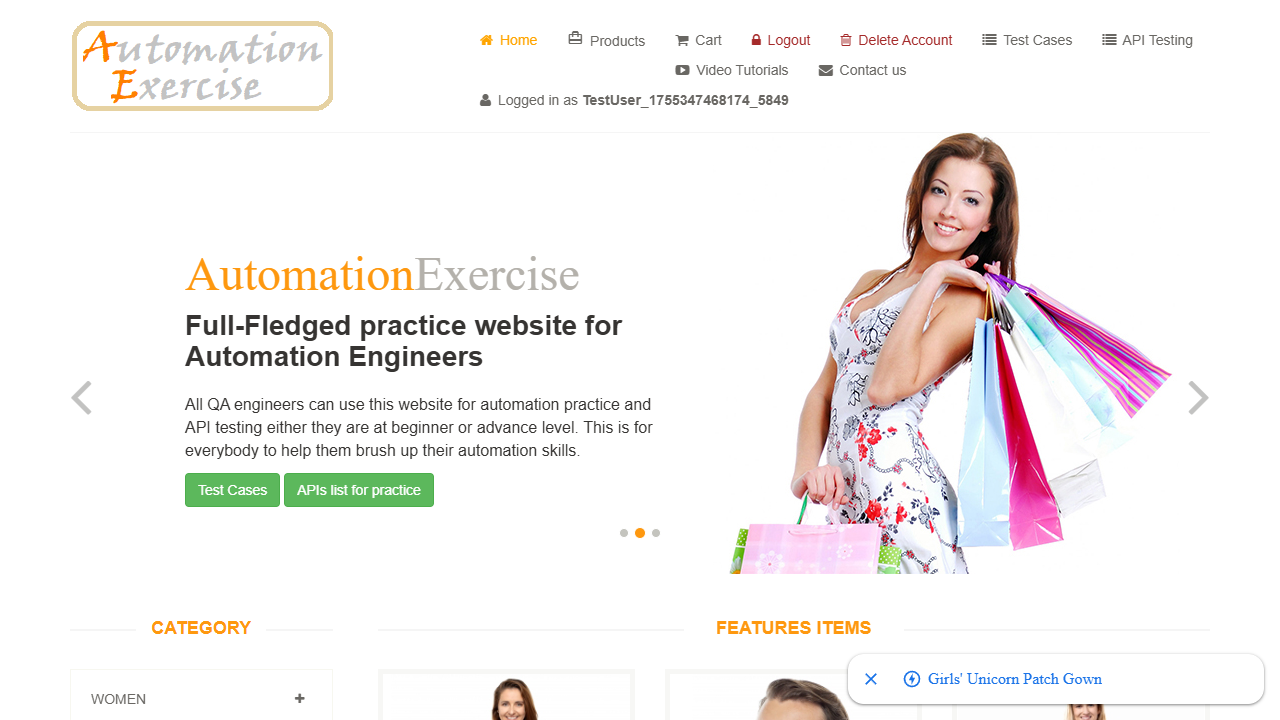 Automation
Exercise
Home
Products
Cart
Logout
Delete Account
Test Cases
API Testing
Video Tutorials
Contact us
Logged in as TestUser_1755347468174_5849
AutomationExercise
Full-Fledged practice website for
Automation Engineers
All QA engineers can use this website for automation practice and
API testing either they are at beginner or advance level. This is for
everybody to help them brush up their automation skills.
Test Cases
APIs list for practice
CATEGORY
FEATURES ITEMS
WOMEN
Girls' Unicorn Patch Gown